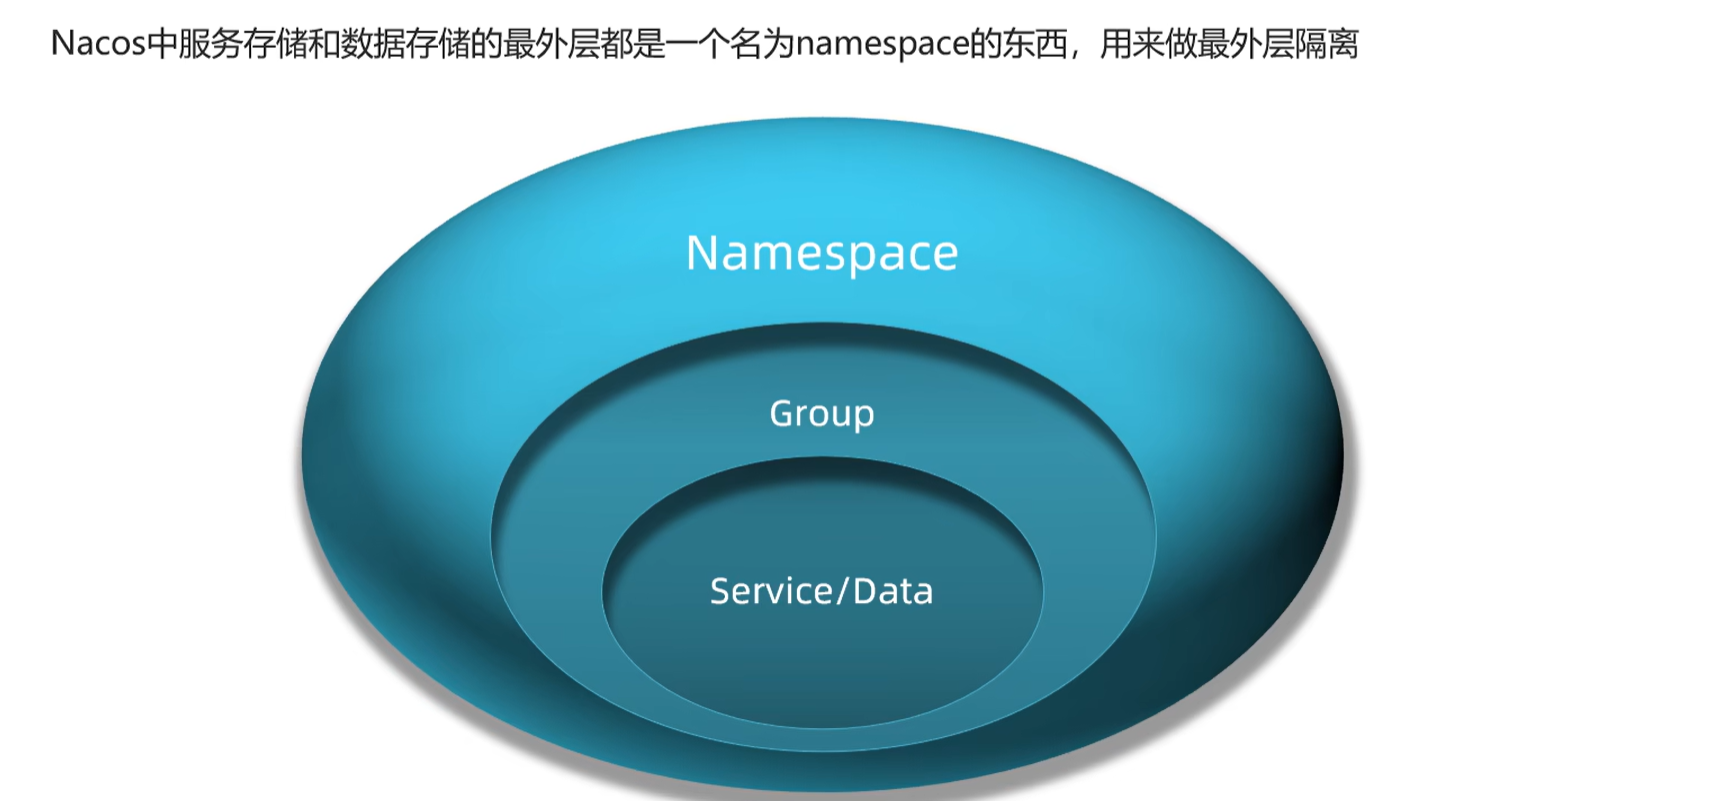 Nacos中服务存储和数据存储的最外层都是一个名为namespace的东西，用来做最外层隔离
Namespace
Group
Service/Data